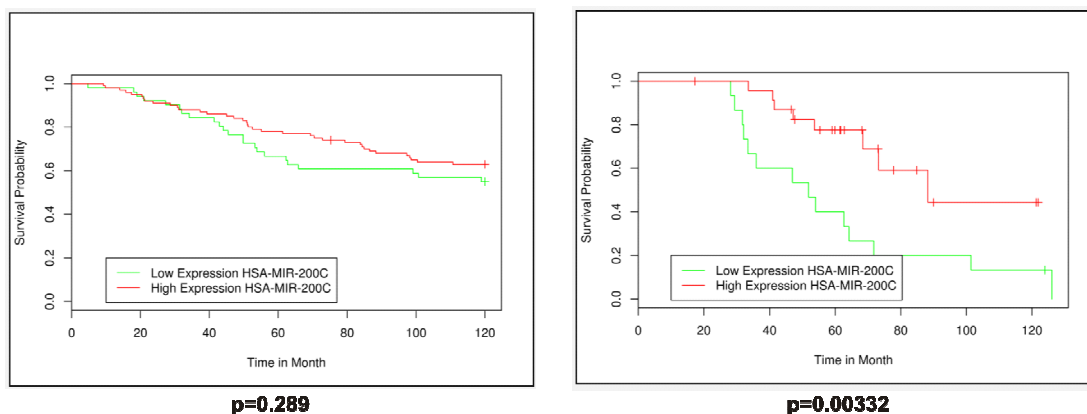 1.0
0.8
0.6
0.4
0.2
0.0
Survival Probability
Low Expression HSA-MIR-200C
High Expression HSA-MIR-200C
0 20 40 60 80 100 120
Time in Month
p=0.289
1.0
0.8
0.6
0.4
0.2
0.0
Survival Probability
Low Expression HSA-MIR-200C
High Expression HSA-MIR-200C
0 20 40 60 80 100 120
Time in Month
p=0.00332